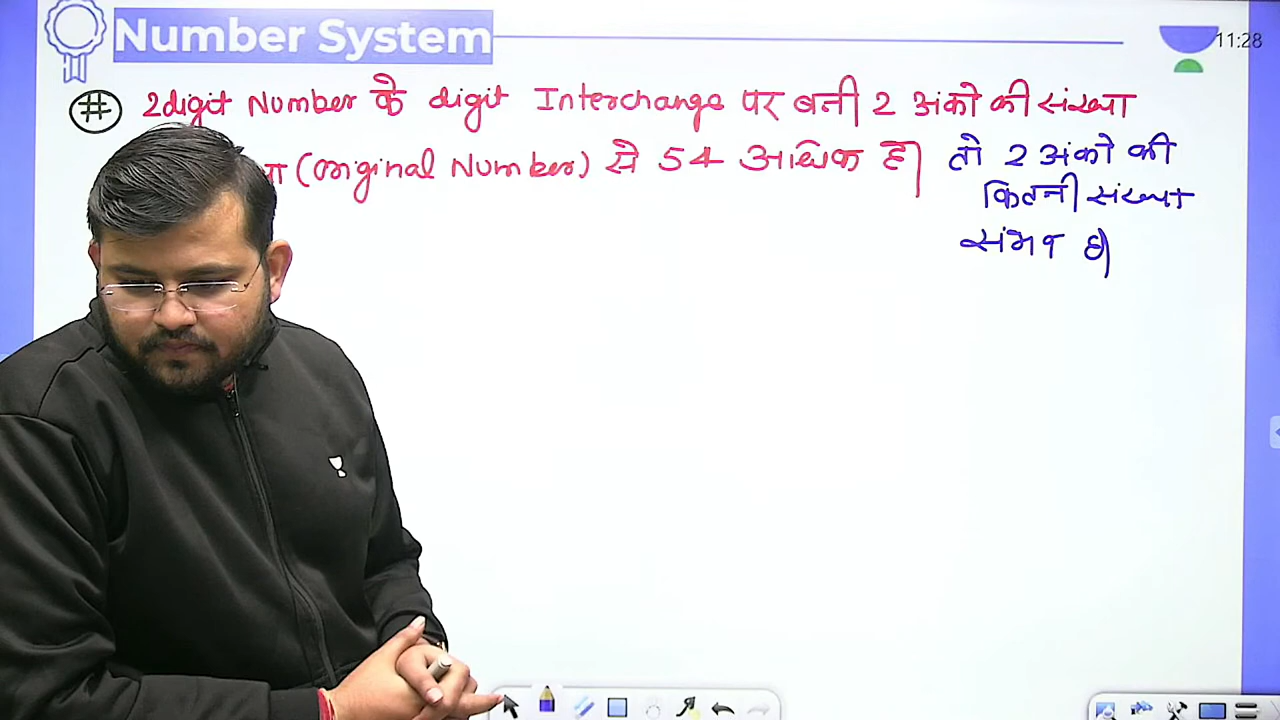 Number System
11:28
# 2digit Number के digit Interchange पर बनी 2 अंको की संख्या
(original Number) से 54 अधिक है। तो 2 अंको की
कितनी संख्या
संभव है।